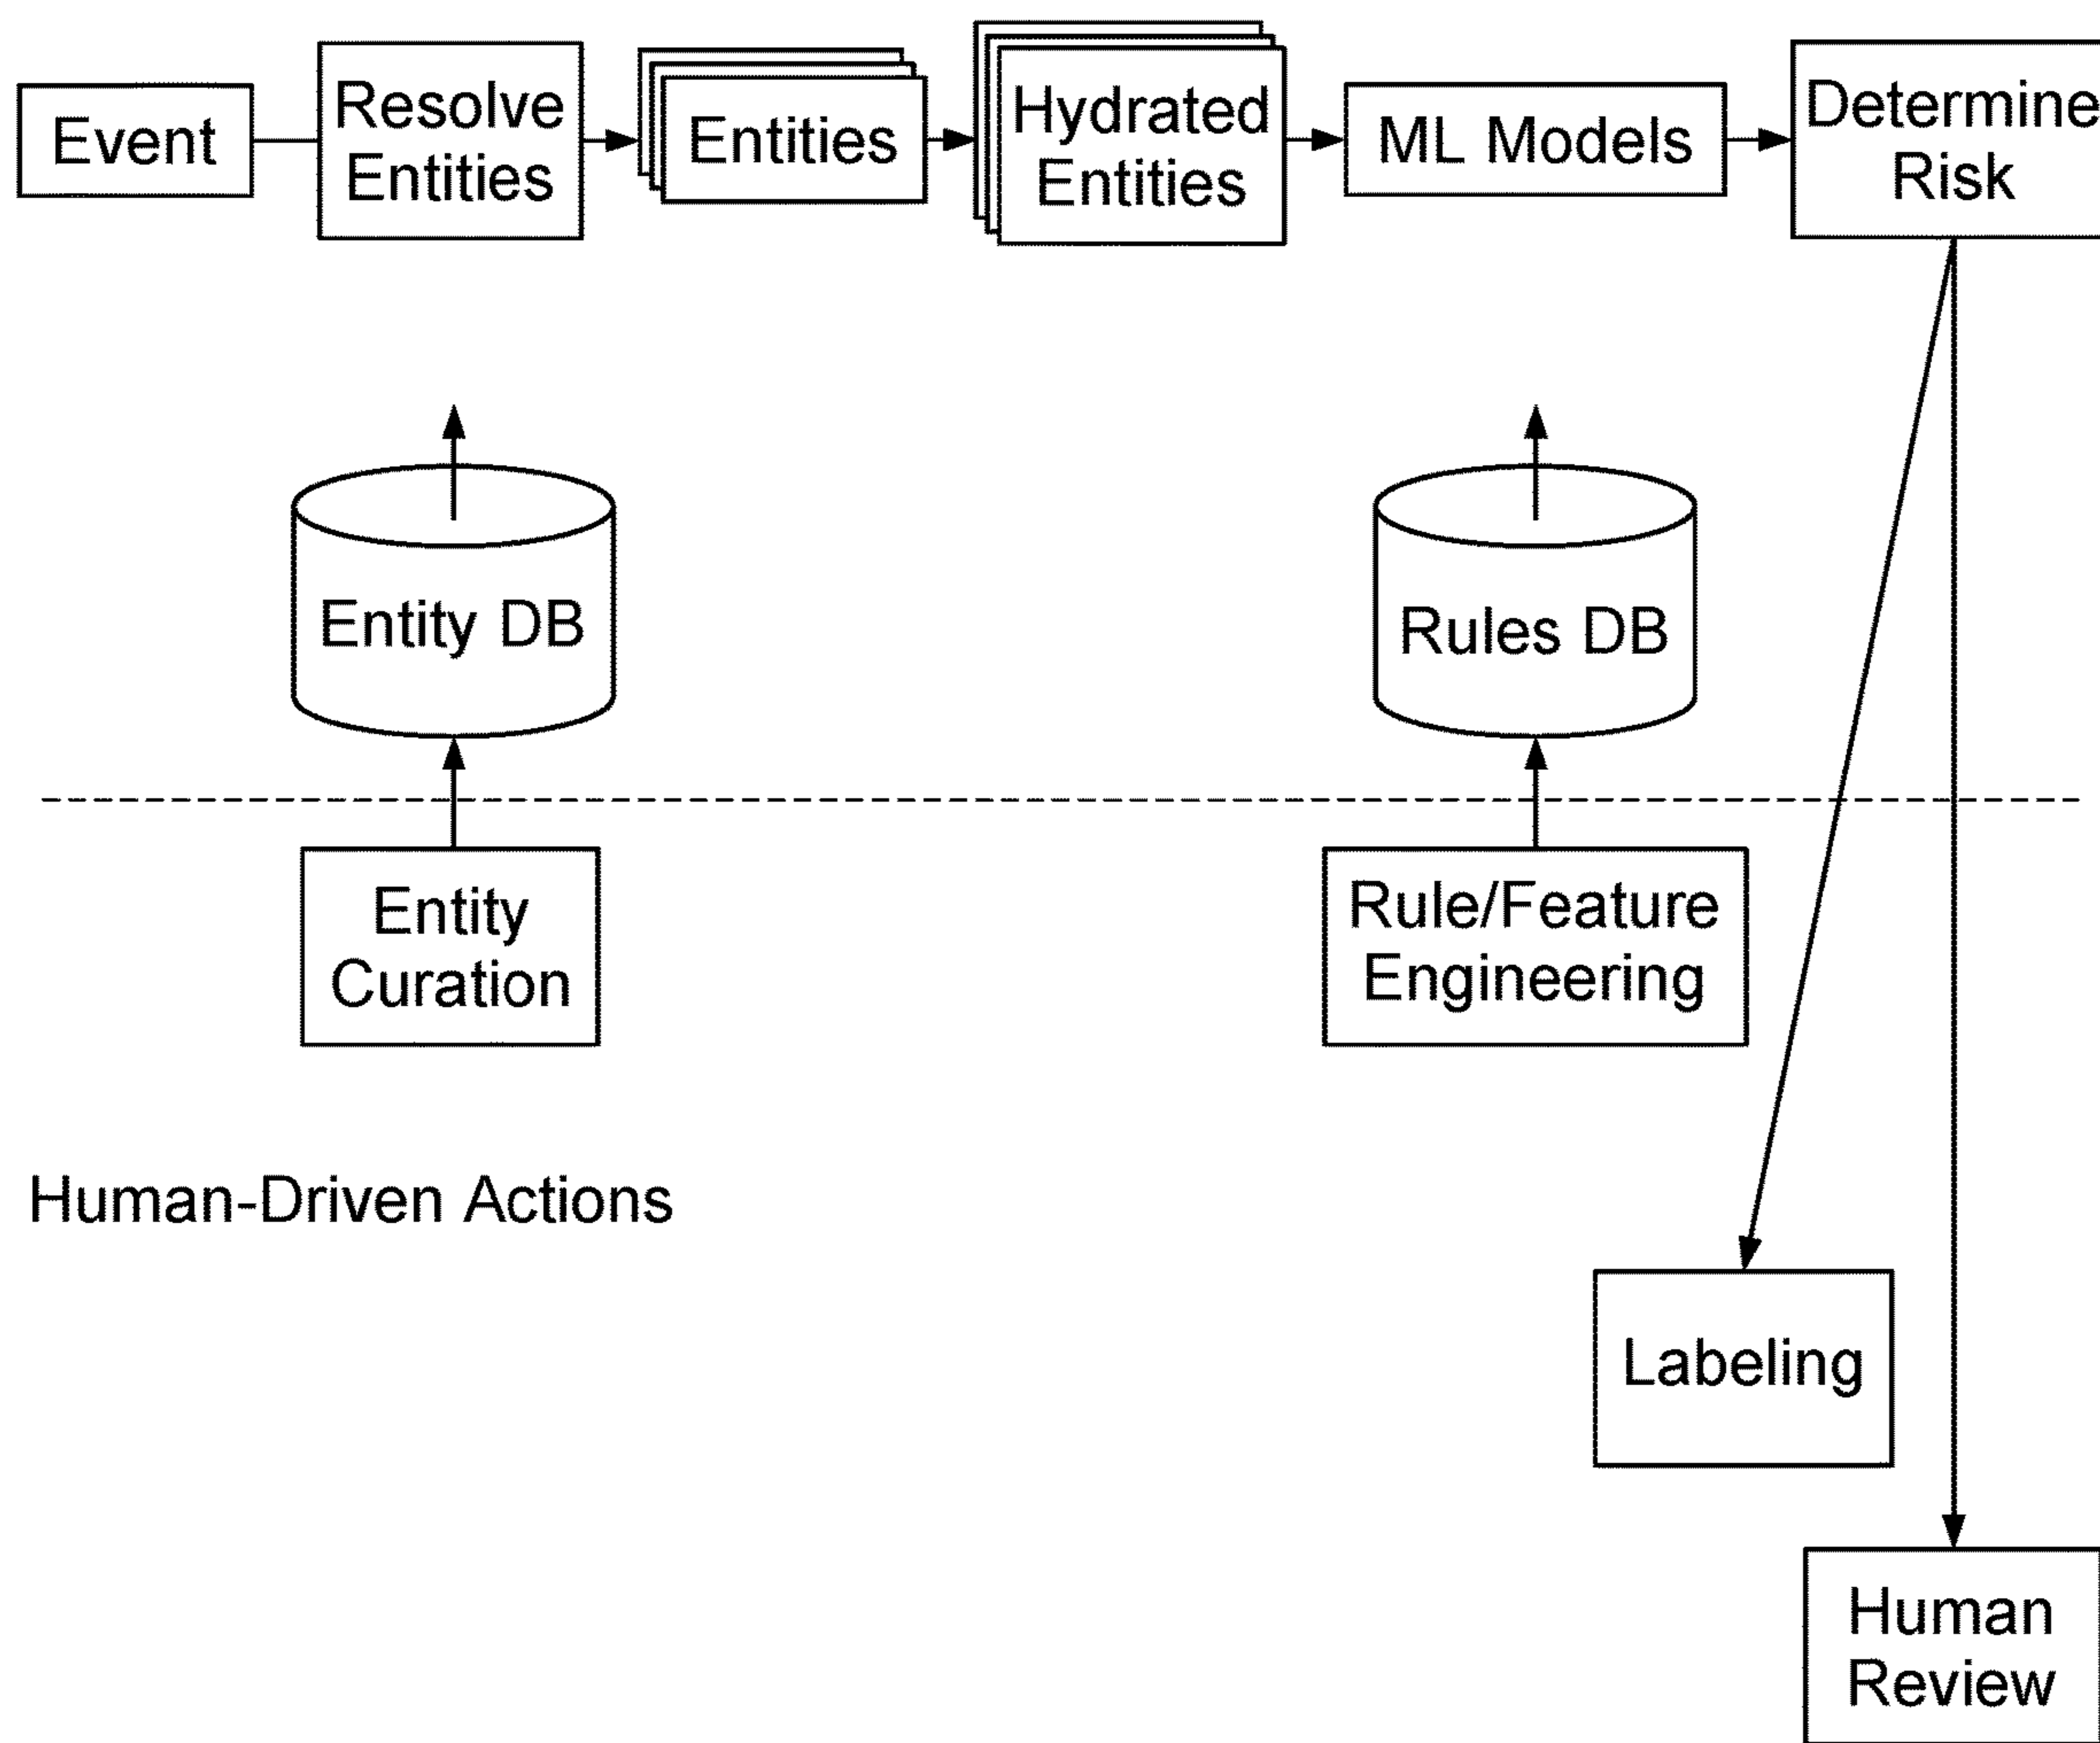 Event
Resolve
Entities
Entities
Hydrated
Entities
ML Models
Determine
Risk
Entity DB
Rules DB
Entity
Curation
Rule/Feature
Engineering
Human-Driven Actions
Labeling
Human
Review